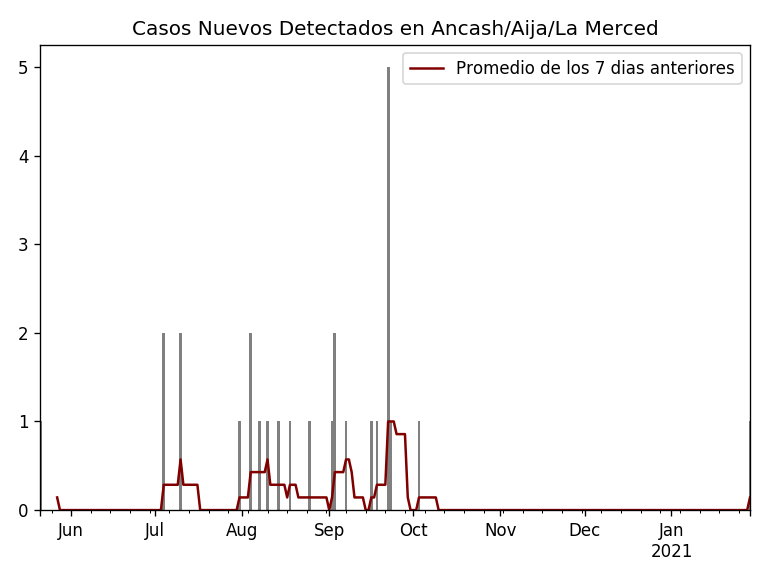 Casos Nuevos Detectados en Ancash/Aija/La Merced
Promedio de los 7 dias anteriores
5
4
3
2
1
0
Jun Jul Aug Sep Oct Nov Dec Jan
2021